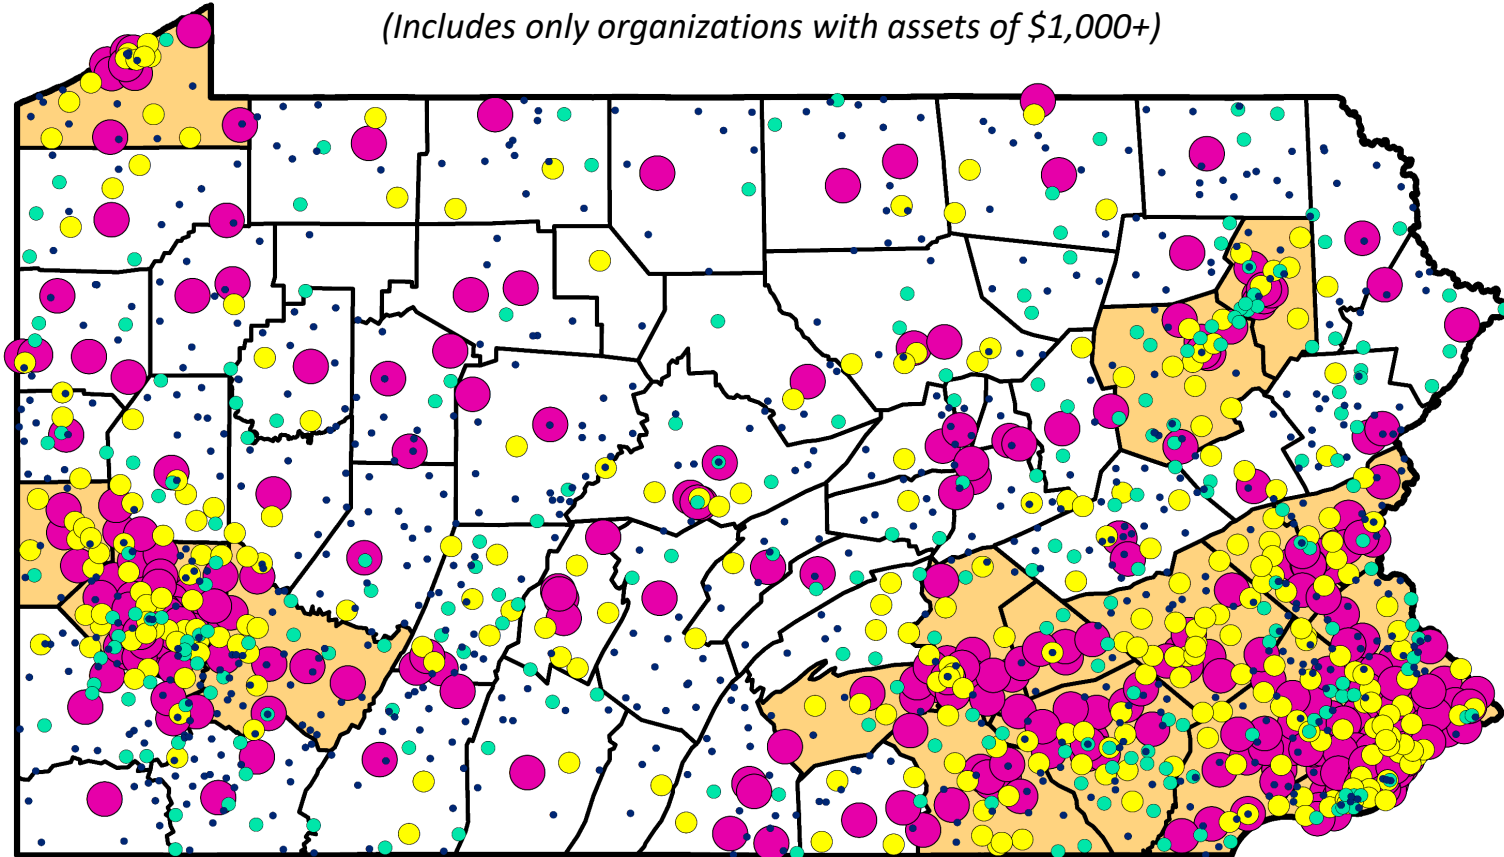 (Includes only organizations with assets of $1,000+)